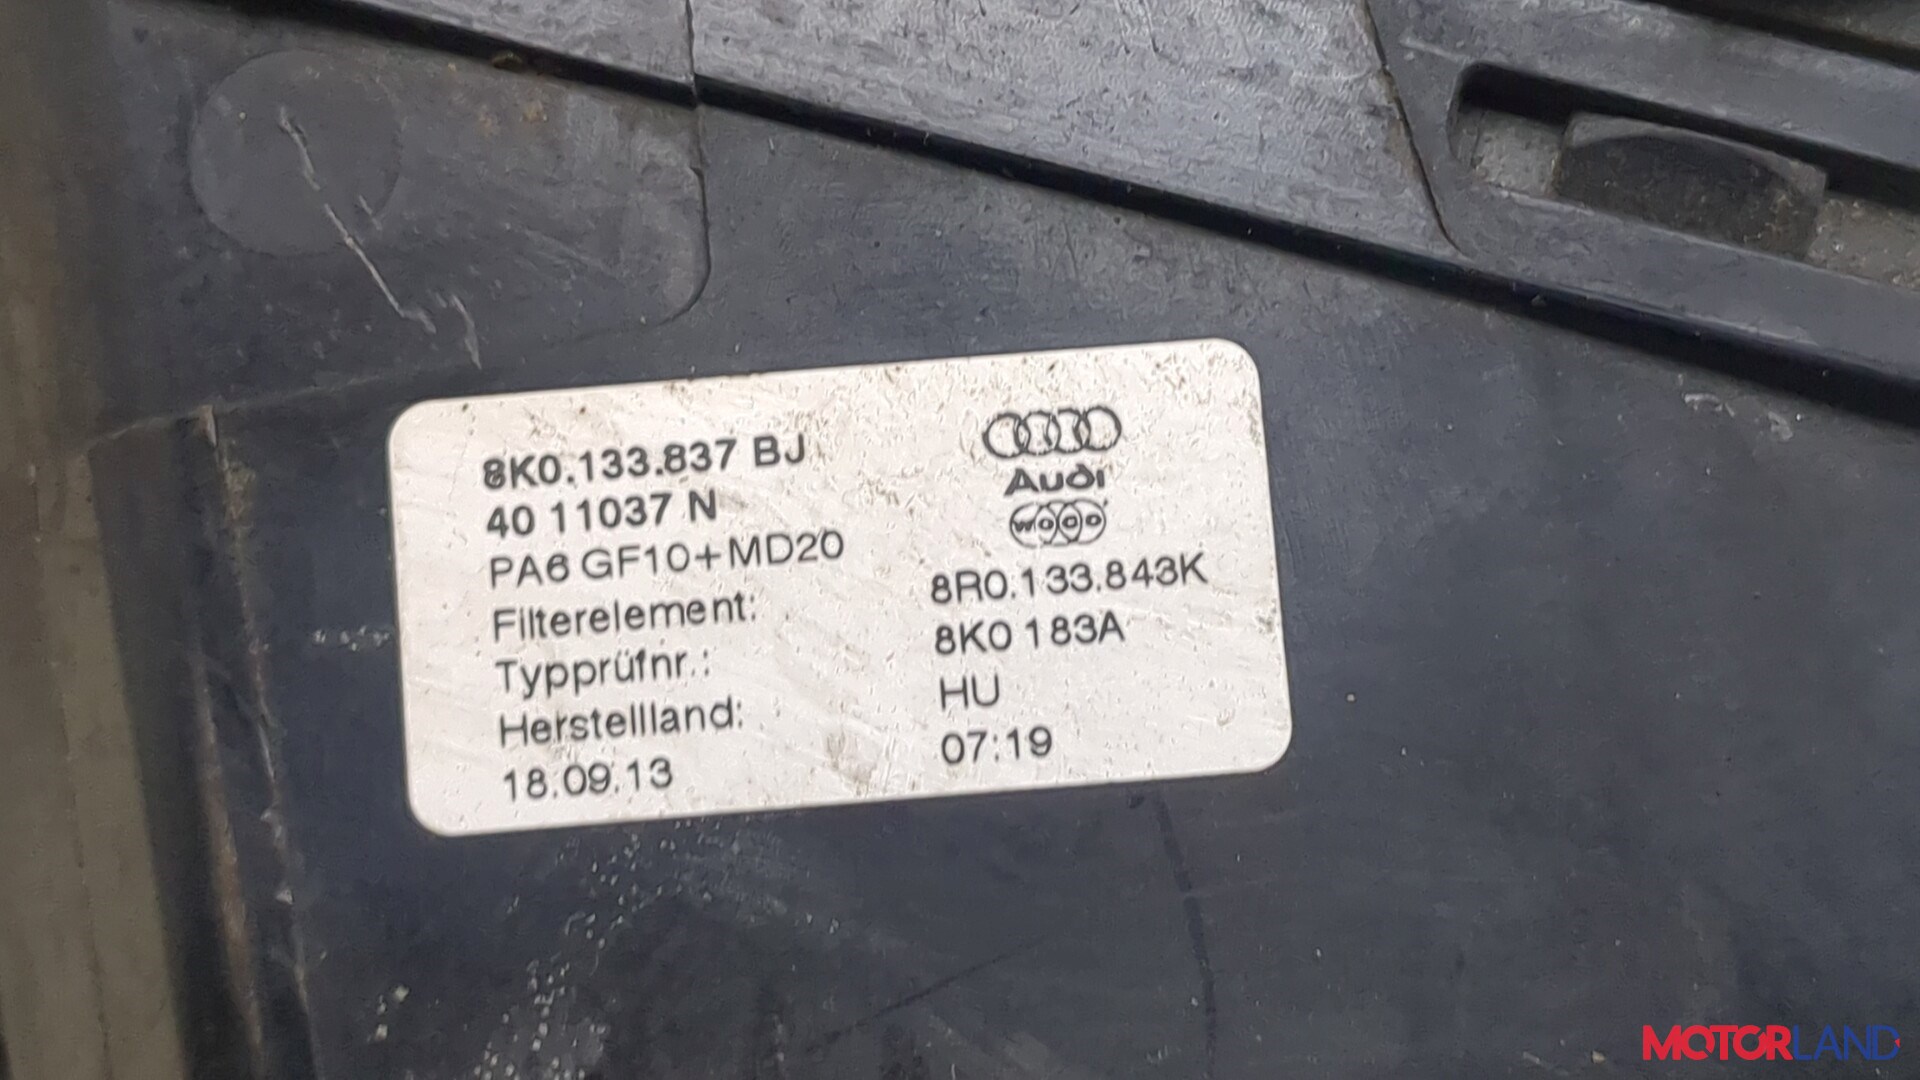 8K0.133.837 BJ
40 11037 N
PA6 GF10+MD20
Audi
Filterelement: 8R0.133.843K
Typprüfnr.: 8K0 183A
Herstellland: HU
18.09.13 07:19
MOTORLAND